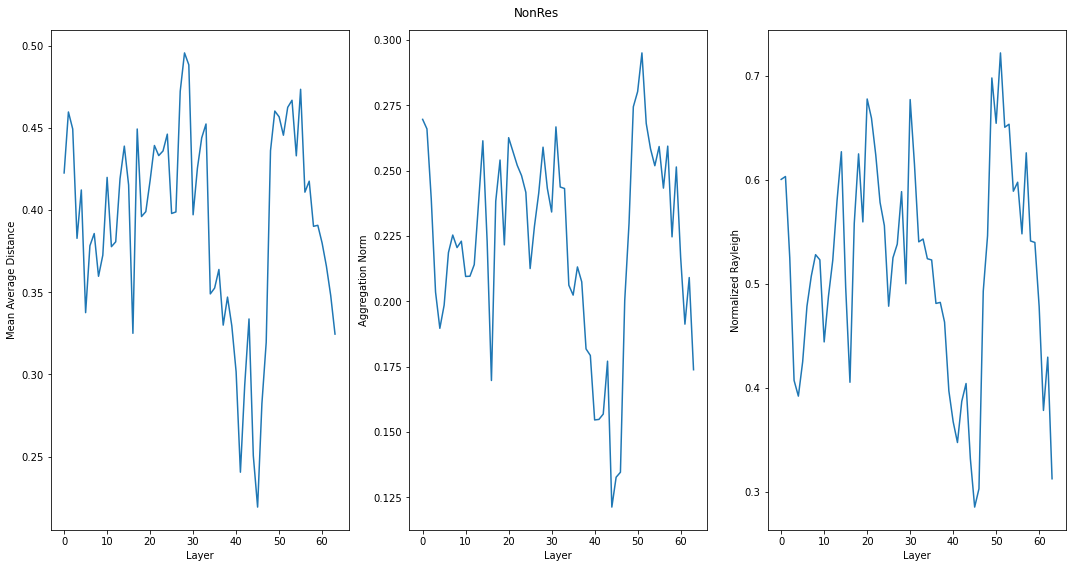 NonRes
Mean Average Distance
0.50
0.45
0.40
0.35
0.30
0.25
0 10 20 30 40 50 60
Layer
Aggregation Norm
0.300
0.275
0.250
0.225
0.200
0.175
0.150
0.125
0 10 20 30 40 50 60
Layer
Normalized Rayleigh
0.7
0.6
0.5
0.4
0.3
0 10 20 30 40 50 60
Layer